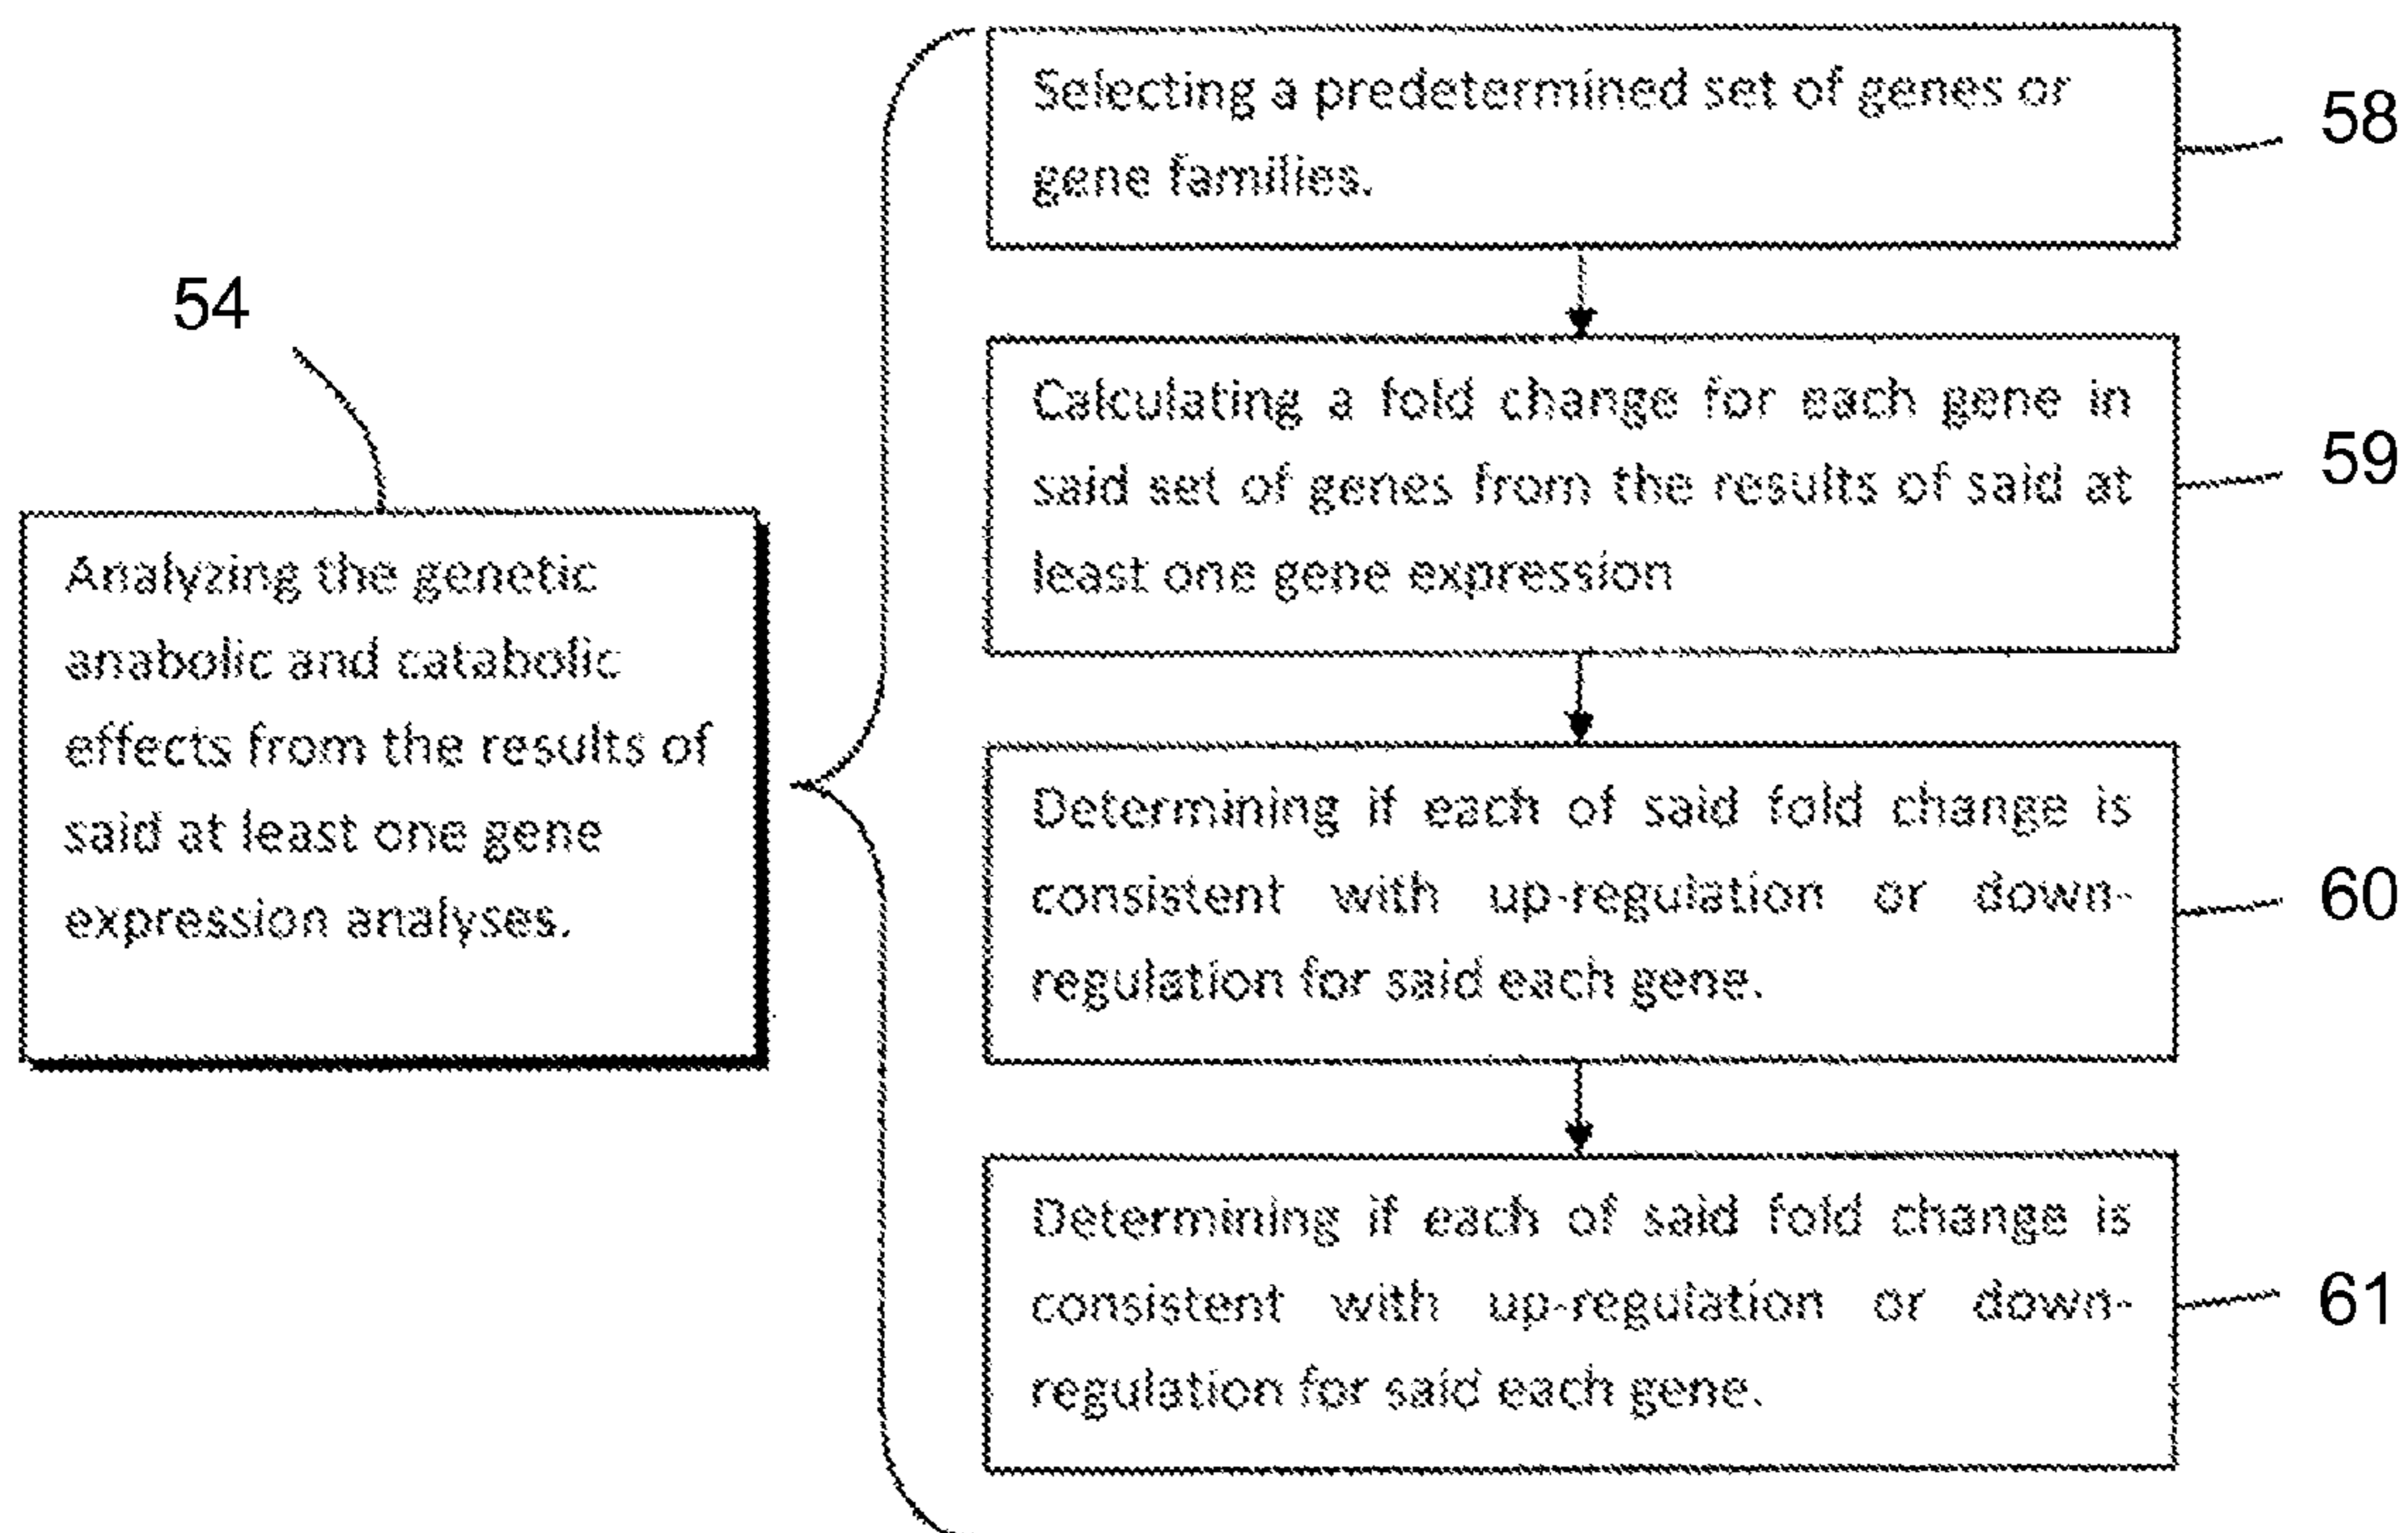 54
Analyzing the genetic
anabolic and catabolic
effects from the results of
said at least one gene
expression analyses.
Selecting a predetermined set of genes or
gene families.
58
Calculating a fold change for each gene in
said set of genes from the results of said at
least one gene expression
59
Determining if each of said fold change is
consistent with up-regulation or down-
regulation for said each gene.
60
Determining if each of said fold change is
consistent with up-regulation or down-
regulation for said each gene.
61